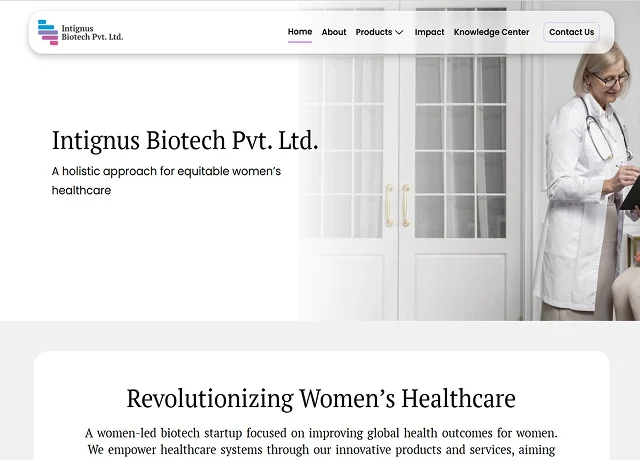 Intignus
Biotech Pvt. Ltd.
Home About Products Impact Knowledge Center Contact Us
Intignus Biotech Pvt. Ltd.
A holistic approach for equitable women's
healthcare
Revolutionizing Women's Healthcare
A women-led biotech startup focused on improving global health outcomes for women.
We empower healthcare systems through our innovative products and services, aiming